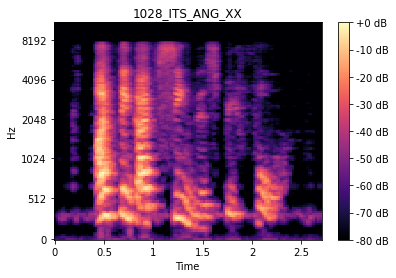 1028_ITS_ANG_XX
8192
4096
2048
1024
512
0
Hz
0
0.5
1
1.5
2
2.5
Time
+0 dB
-10 dB
-20 dB
-30 dB
-40 dB
-50 dB
-60 dB
-70 dB
-80 dB